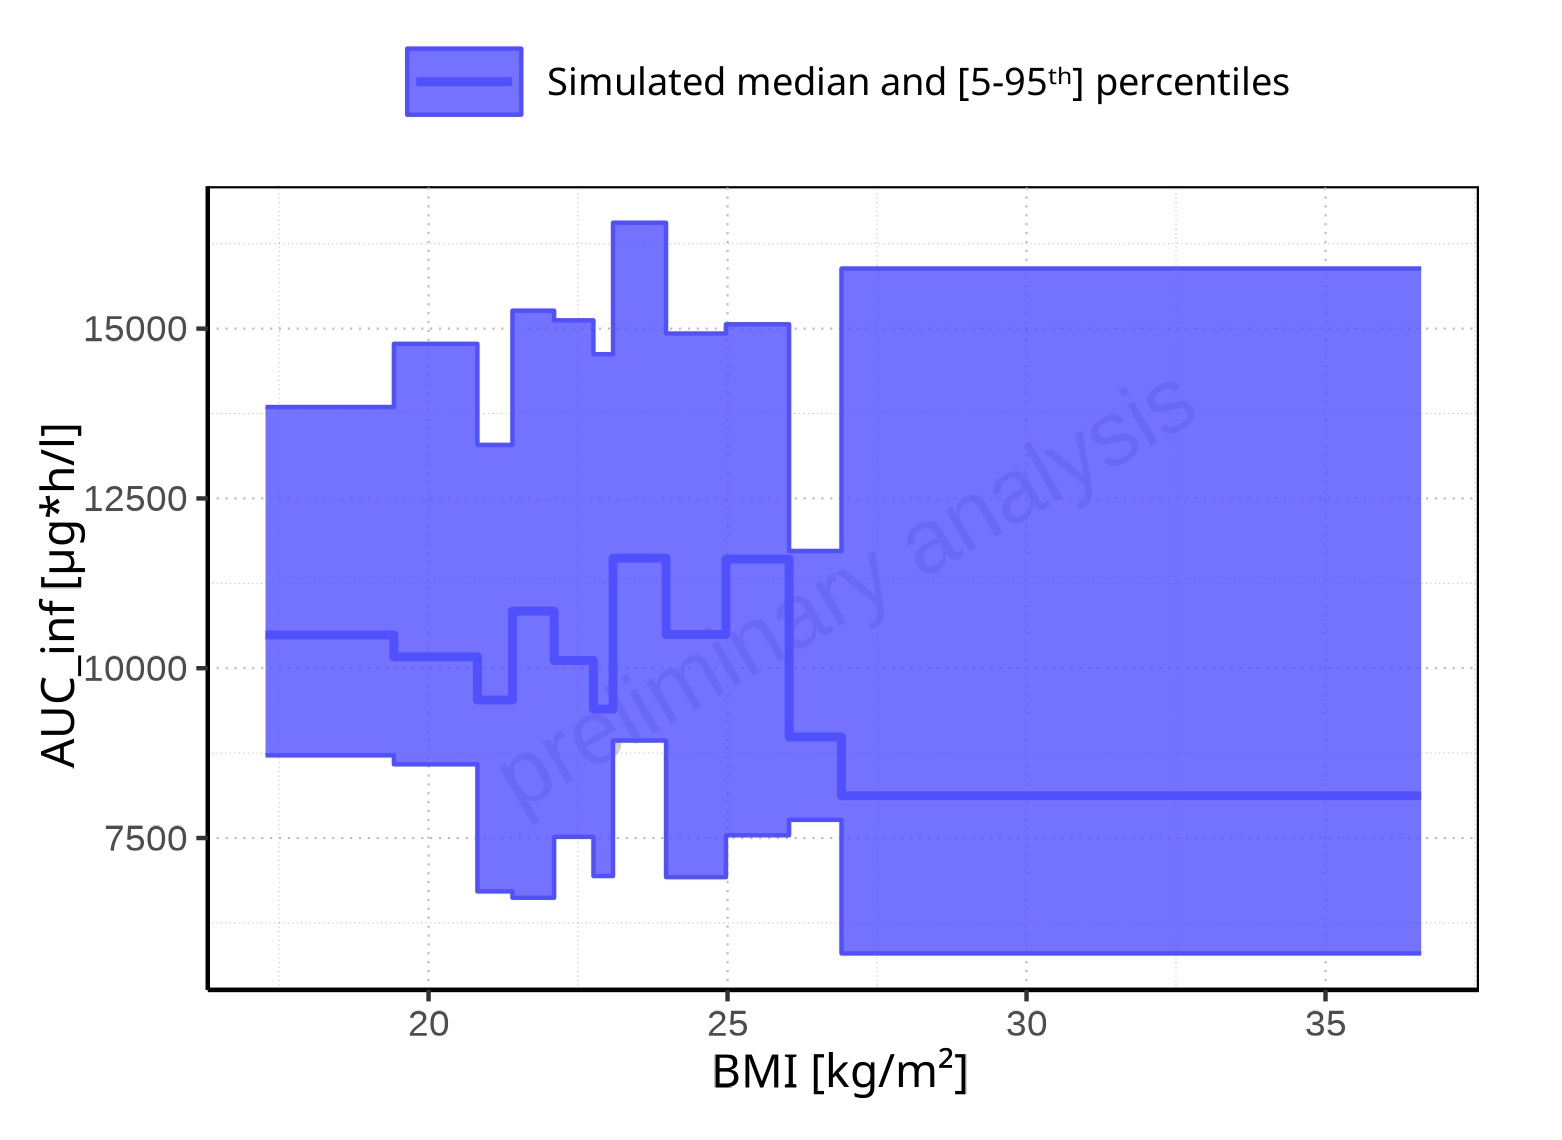 Simulated median and [5-95ᵗʰ] percentiles
AUC_inf [µg*h/l]
15000
12500
10000
7500
preliminary analysis
20 25 30 35
BMI [kg/m²]